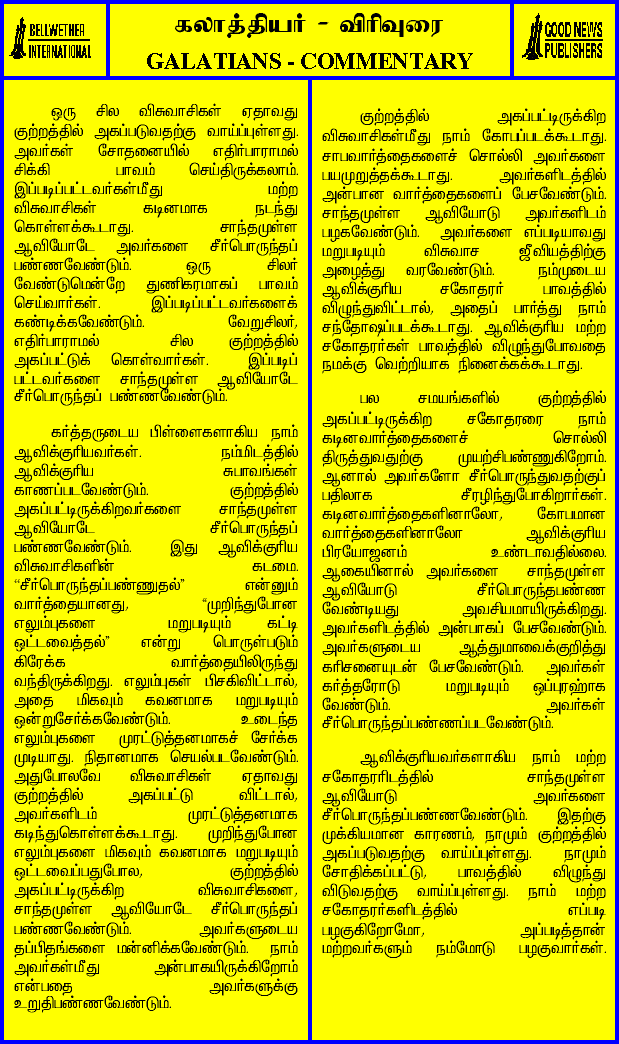 BELLWETHER
INTERNATIONAL
கலாத்தியர் - விரிவுரை
GALATIANS - COMMENTARY
GOOD NEWS
PUBLISHERS
ஒரு சில விசுவாசிகள் ஏதாவது
குற்றத்தில் அகப்படுவதற்கு வாய்ப்புள்ளது.
அவர்கள் சோதனையில் எதிர்பாராமல்
சிக்கி பாவம் செய்திருக்கலாம்.
இப்படிப்பட்டவர்கள்மீது மற்ற
விசுவாசிகள் கடினமாக நடந்து
கொள்ளக்கூடாது. சாந்தமுள்ள
ஆவியோடே அவர்களை சீர்பொருந்தப்
பண்ணவேண்டும். ஒரு சிலர்
வேண்டுமென்றே துணிகரமாகப் பாவம்
செய்வார்கள். இப்படிப்பட்டவர்களைக்
கண்டிக்கவேண்டும். வேறுசிலர்,
எதிர்பாராமல் சில குற்றத்தில்
அகப்பட்டுக் கொள்வார்கள். இப்படிப்
பட்டவர்களை சாந்தமுள்ள ஆவியோடே
சீர்பொருந்தப் பண்ணவேண்டும்.
கர்த்தருடைய பிள்ளைகளாகிய நாம்
ஆவிக்குரியவர்கள். நம்மிடத்தில்
ஆவிக்குரிய சுபாவங்கள்
காணப்படவேண்டும். குற்றத்தில்
அகப்பட்டிருக்கிறவர்களை சாந்தமுள்ள
ஆவியோடே சீர்பொருந்தப்
பண்ணவேண்டும். இது ஆவிக்குரிய
விசுவாசிகளின் கடமை.
“சீர்பொருந்தப்பண்ணுதல்” என்னும்
வார்த்தையானது, “முறிந்துபோன
எலும்புகளை மறுபடியும் கட்டி
ஒட்டவைத்தல்” என்று பொருள்படும்
கிரேக்க வார்த்தையிலிருந்து
வந்திருக்கிறது. எலும்புகள் பிசகிவிட்டால்,
அதை மிகவும் கவனமாக மறுபடியும்
ஒன்றுசேர்க்கவேண்டும். உடைந்த
எலும்புகளை முரட்டுத்தனமாகச் சேர்க்க
முடியாது. நிதானமாக செயல்படவேண்டும்.
அதுபோலவே விசுவாசிகள் ஏதாவது
குற்றத்தில் அகப்பட்டு விட்டால்,
அவர்களிடம் முரட்டுத்தனமாக
கடிந்துகொள்ளக்கூடாது. முறிந்துபோன
எலும்புகளை மிகவும் கவனமாக மறுபடியும்
ஒட்டவைப்பதுபோல, குற்றத்தில்
அகப்பட்டிருக்கிற விசுவாசிகளை,
சாந்தமுள்ள ஆவியோடே சீர்பொருந்தப்
பண்ணவேண்டும். அவர்களுடைய
தப்பிதங்களை மன்னிக்கவேண்டும். நாம்
அவர்கள்மீது அன்பாகயிருக்கிறோம்
என்பதை அவர்களுக்கு
உறுதிபண்ணவேண்டும்.
குற்றத்தில் அகப்பட்டிருக்கிற
விசுவாசிகள்மீது நாம் கோபப்படக்கூடாது.
சாபவார்த்தைகளைச் சொல்லி அவர்களை
பயமுறுத்தக்கூடாது. அவர்களிடத்தில்
அன்பான வார்த்தைகளைப் பேசவேண்டும்.
சாந்தமுள்ள ஆவியோடு அவர்களிடம்
பழகவேண்டும். அவர்களை எப்படியாவது
மறுபடியும் விசுவாச ஜீவியத்திற்கு
அழைத்து வரவேண்டும். நம்முடைய
ஆவிக்குரிய சகோதரர் பாவத்தில்
விழுந்துவிட்டால், அதைப் பார்த்து நாம்
சந்தோஷப்படக்கூடாது. ஆவிக்குரிய மற்ற
சகோதரர்கள் பாவத்தில் விழுந்துபோவதை
நமக்கு வெற்றியாக நினைக்கக்கூடாது.
பல சமயங்களில் குற்றத்தில்
அகப்பட்டிருக்கிற சகோதரரை நாம்
கடினவார்த்தைகளைச் சொல்லி
திருத்துவதுற்கு முயற்சிபண்ணுகிறோம்.
ஆனால் அவர்களோ சீர்பொருந்துவதற்குப்
பதிலாக சீரழிந்துபோகிறார்கள்.
கடினவார்த்தைகளினாலோ, கோபமான
வார்த்தைகளினாலோ ஆவிக்குரிய
பிரயோஜனம் உண்டாவதில்லை.
ஆகையினால் அவர்களை சாந்தமுள்ள
ஆவியோடு சீர்பொருந்தபண்ண
வேண்டியது அவசியமாயிருக்கிறது.
அவர்களிடத்தில் அன்பாகப் பேசவேண்டும்.
அவர்களுடைய ஆத்துமாவைக்குறித்து
கரிசனையுடன் பேசவேண்டும். அவர்கள்
கர்த்தரோடு மறுபடியும் ஒப்புரவாக
வேண்டும். அவர்கள்
சீர்பொருந்தப்பண்ணப்படவேண்டும்.
ஆவிக்குரியவர்களாகிய நாம் மற்ற
சகோதரரிடத்தில் சாந்தமுள்ள
ஆவியோடு அவர்களை
சீர்பொருந்தப்பண்ணவேண்டும். இதற்கு
முக்கியமான காரணம், நாமும் குற்றத்தில்
அகப்படுவதற்கு வாய்ப்புள்ளது. நாமும்
சோதிக்கப்பட்டு, பாவத்தில் விழுந்து
விடுவதற்கு வாய்ப்புள்ளது. நாம் மற்ற
சகோதரர்களிடத்தில் எப்படி
பழகுகிறோமோ, அப்படித்தான்
மற்றவர்களும் நம்மோடு பழகுவார்கள்.